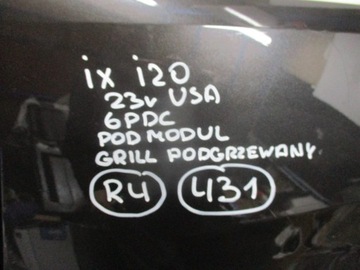 ix i20
23r USA
6PDC
POD MODUL
GRILL PODGRZEWANY.
R4 431